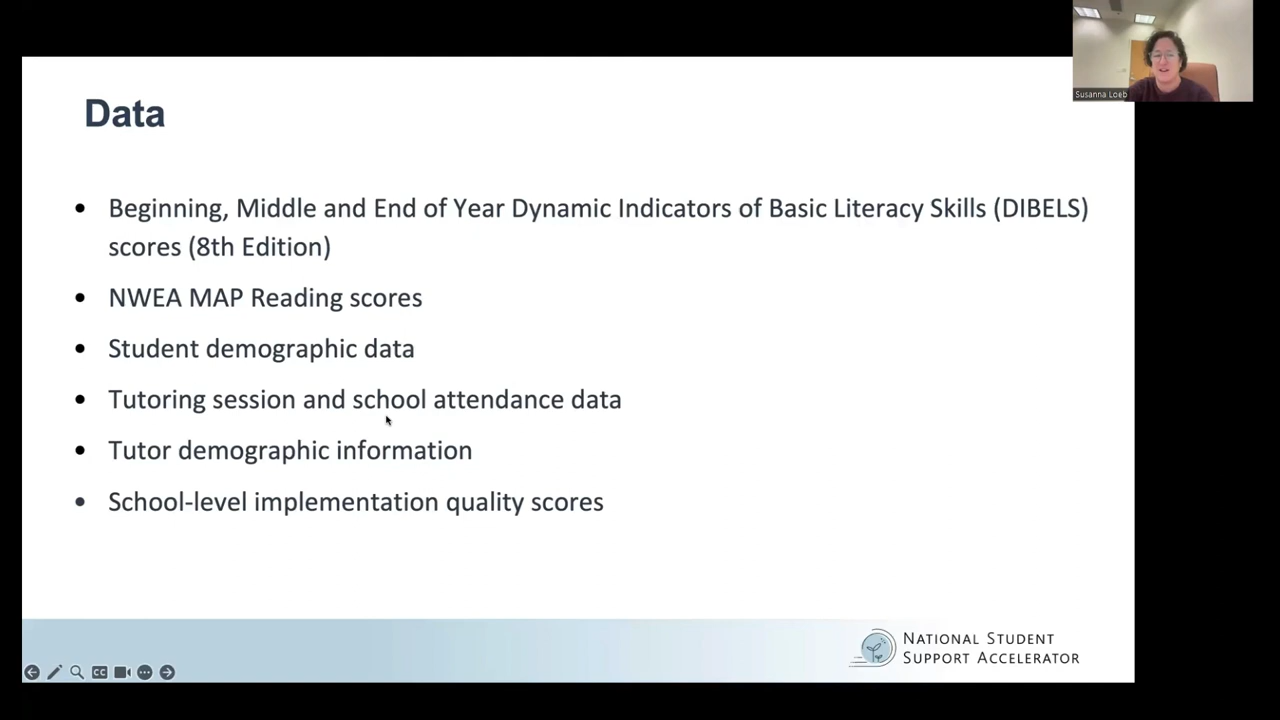 Susanna Loeb
Data
• Beginning, Middle and End of Year Dynamic Indicators of Basic Literacy Skills (DIBELS)
scores (8th Edition)
• NWEA MAP Reading scores
• Student demographic data
• Tutoring session and school attendance data
• Tutor demographic information
• School-level implementation quality scores
NATIONAL STUDENT
SUPPORT ACCELERATOR
CC